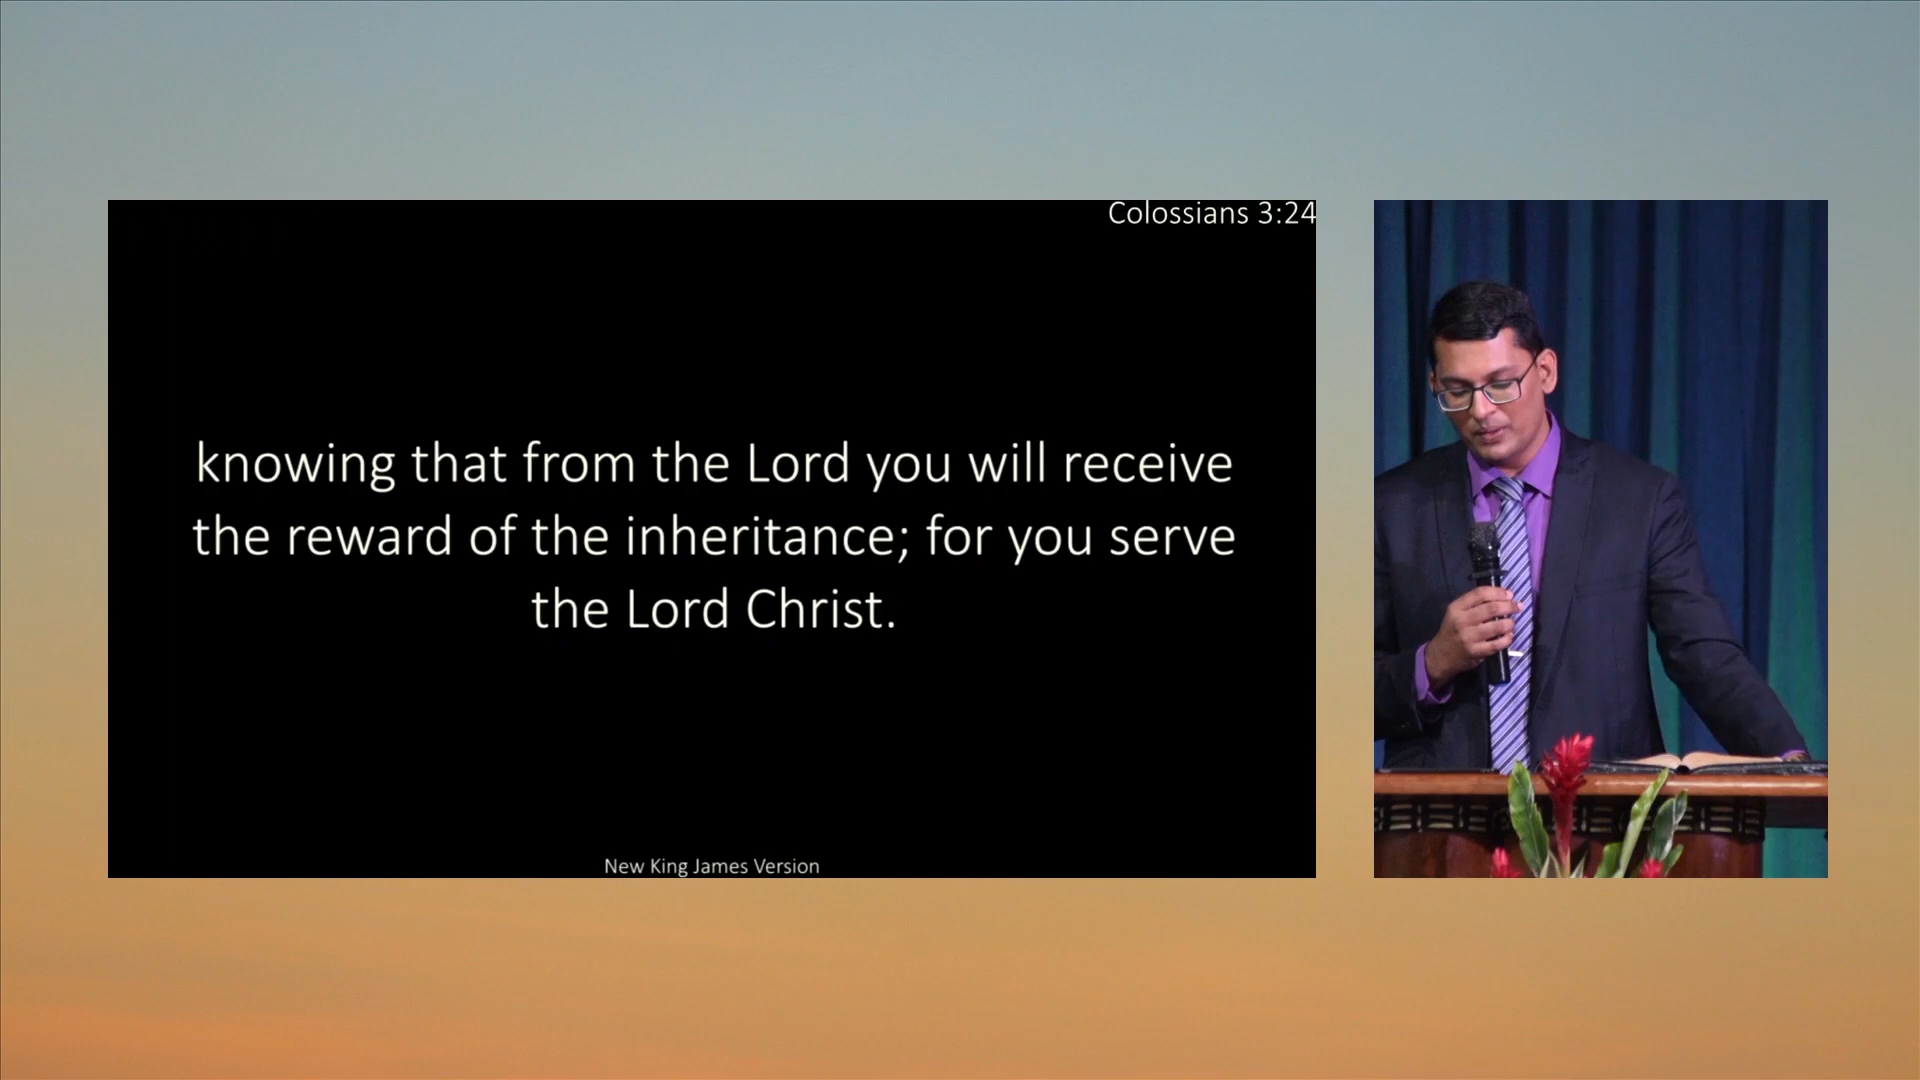 Colossians 3:24
knowing that from the Lord you will receive
the reward of the inheritance; for you serve
the Lord Christ.
New King James Version